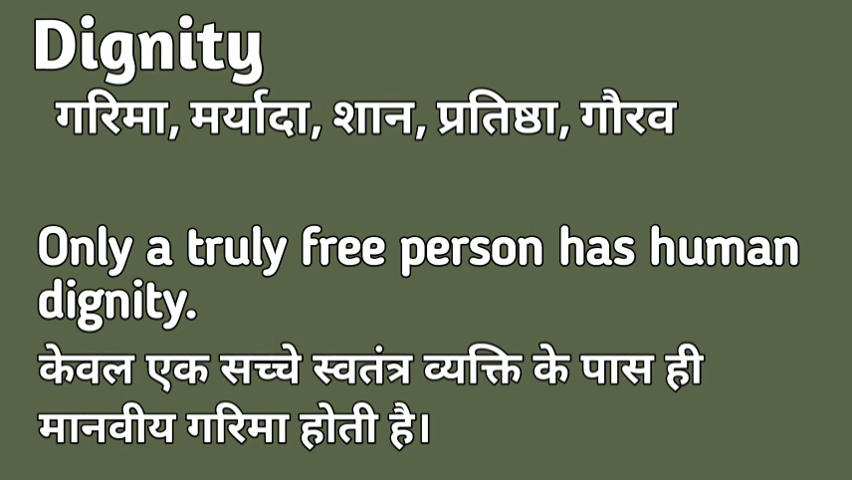 Dignity
गरिमा, मर्यादा, शान, प्रतिष्ठा, गौरव
Only a truly free person has human
dignity.
केवल एक सच्चे स्वतंत्र व्यक्ति के पास ही
मानवीय गरिमा होती है।